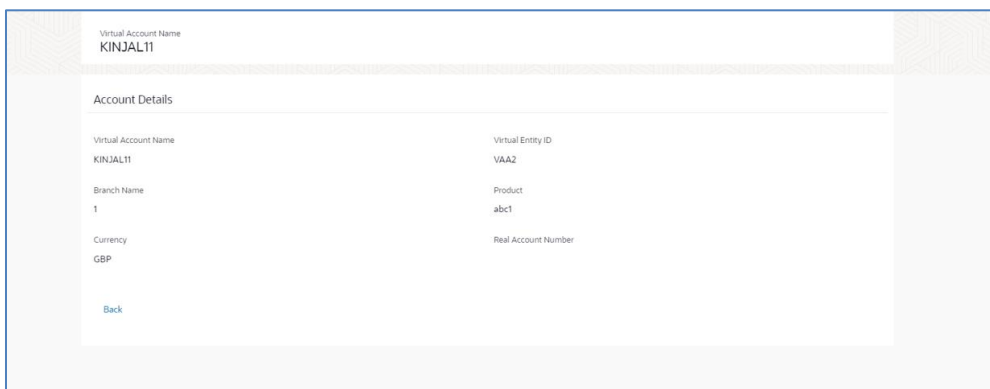 Virtual Account Name
KINJAL11
Account Details
Virtual Account Name
KINJAL11
Virtual Entity ID
VAA2
Branch Name
1
Product
abc1
Currency
GBP
Real Account Number
Back